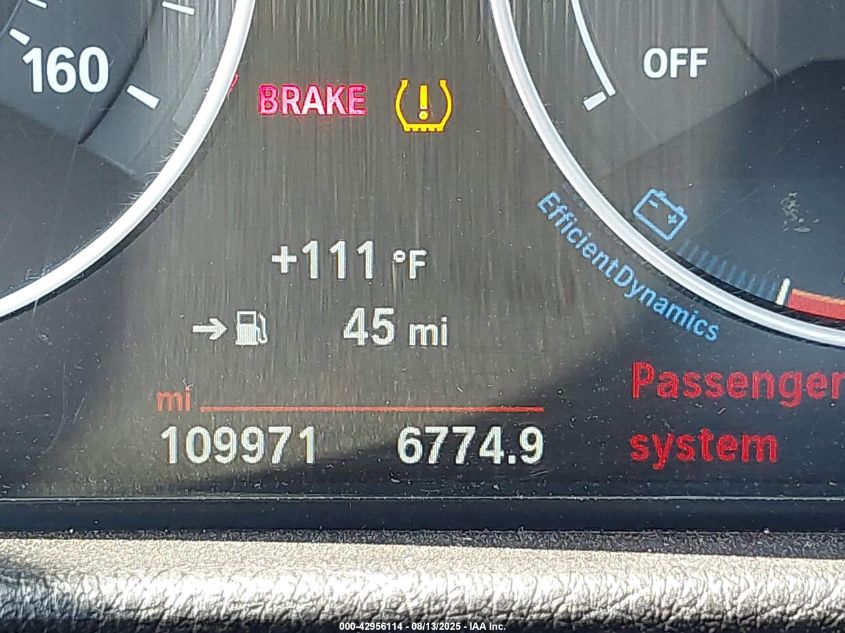 160
OFF
BRAKE
EfficientDynamics
+111 °F
45 mi
mi
109971 6774.9
Passenger
system
000-42956114 - 08/13/2025 - IAA Inc.